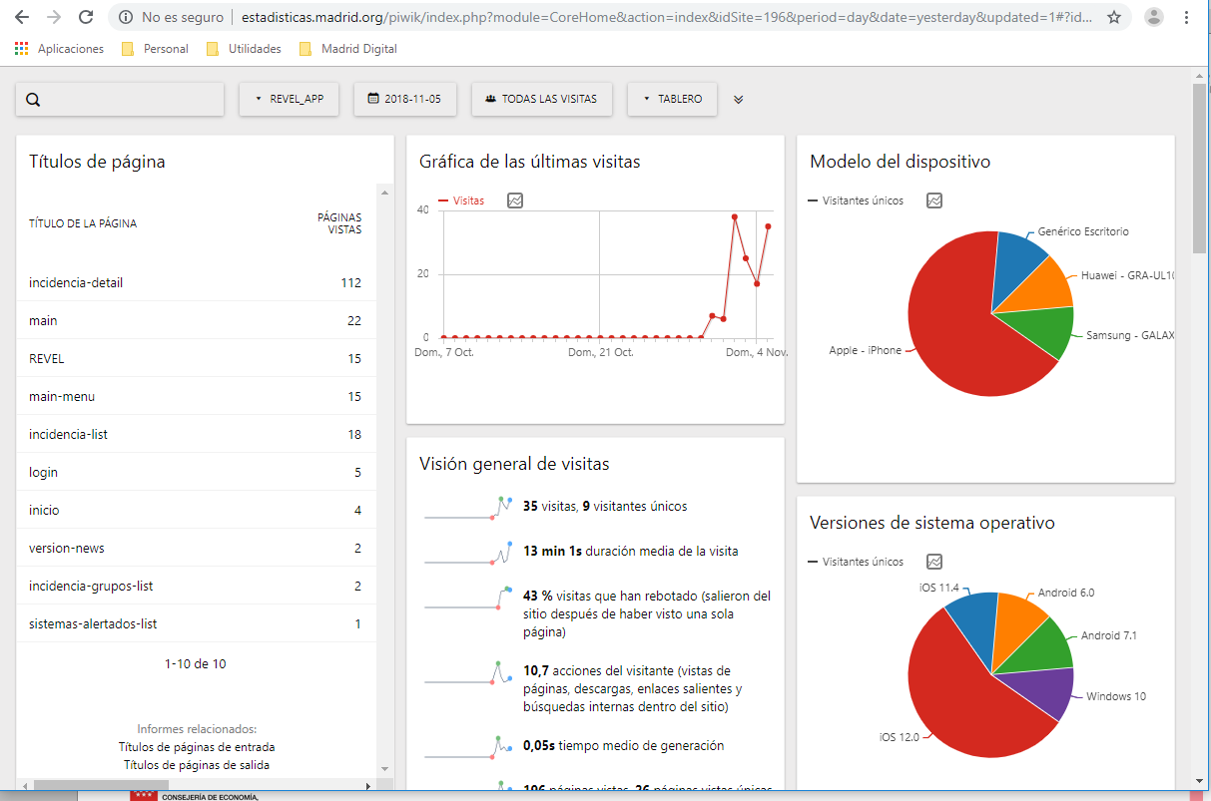 No es seguro
estadisticas.madrid.org/piwik/index.php?module=CoreHome&action=index&idSite=196&period=day&date=yesterday&updated=1#?id...
Aplicaciones
Personal
Utilidades
Madrid Digital
REVEL_APP
2018-11-05
TODAS LAS VISITAS
TABLERO
Títulos de página
TÍTULO DE LA PÁGINA
PÁGINAS
VISTAS
incidencia-detail 112
main 22
REVEL 15
main-menu 15
incidencia-list 18
login 5
inicio 4
version-news 2
incidencia-grupos-list 2
sistemas-alertados-list 1
1-10 de 10
Informes relacionados:
Títulos de páginas de entrada
Títulos de páginas de salida
Gráfica de las últimas visitas
Visitas
40
20
0
Dom., 7 Oct.
Dom., 21 Oct.
Dom., 4 Nov.
Visión general de visitas
35 visitas, 9 visitantes únicos
13 min 1s duración media de la visita
43 % visitas que han rebotado (salieron del
sitio después de haber visto una sola
página)
10,7 acciones del visitante (vistas de
páginas, descargas, enlaces salientes y
búsquedas internas dentro del sitio)
0,05s tiempo medio de generación
196 páginas vistas, 26 páginas vistas únicas
Modelo del dispositivo
Visitantes únicos
Genérico Escritorio
Huawei - GRA-UL10
Samsung - GALAX
Apple - iPhone
Versiones de sistema operativo
Visitantes únicos
iOS 11.4
Android 6.0
Android 7.1
Windows 10
iOS 12.0
CONSEJERÍA DE ECONOMÍA,